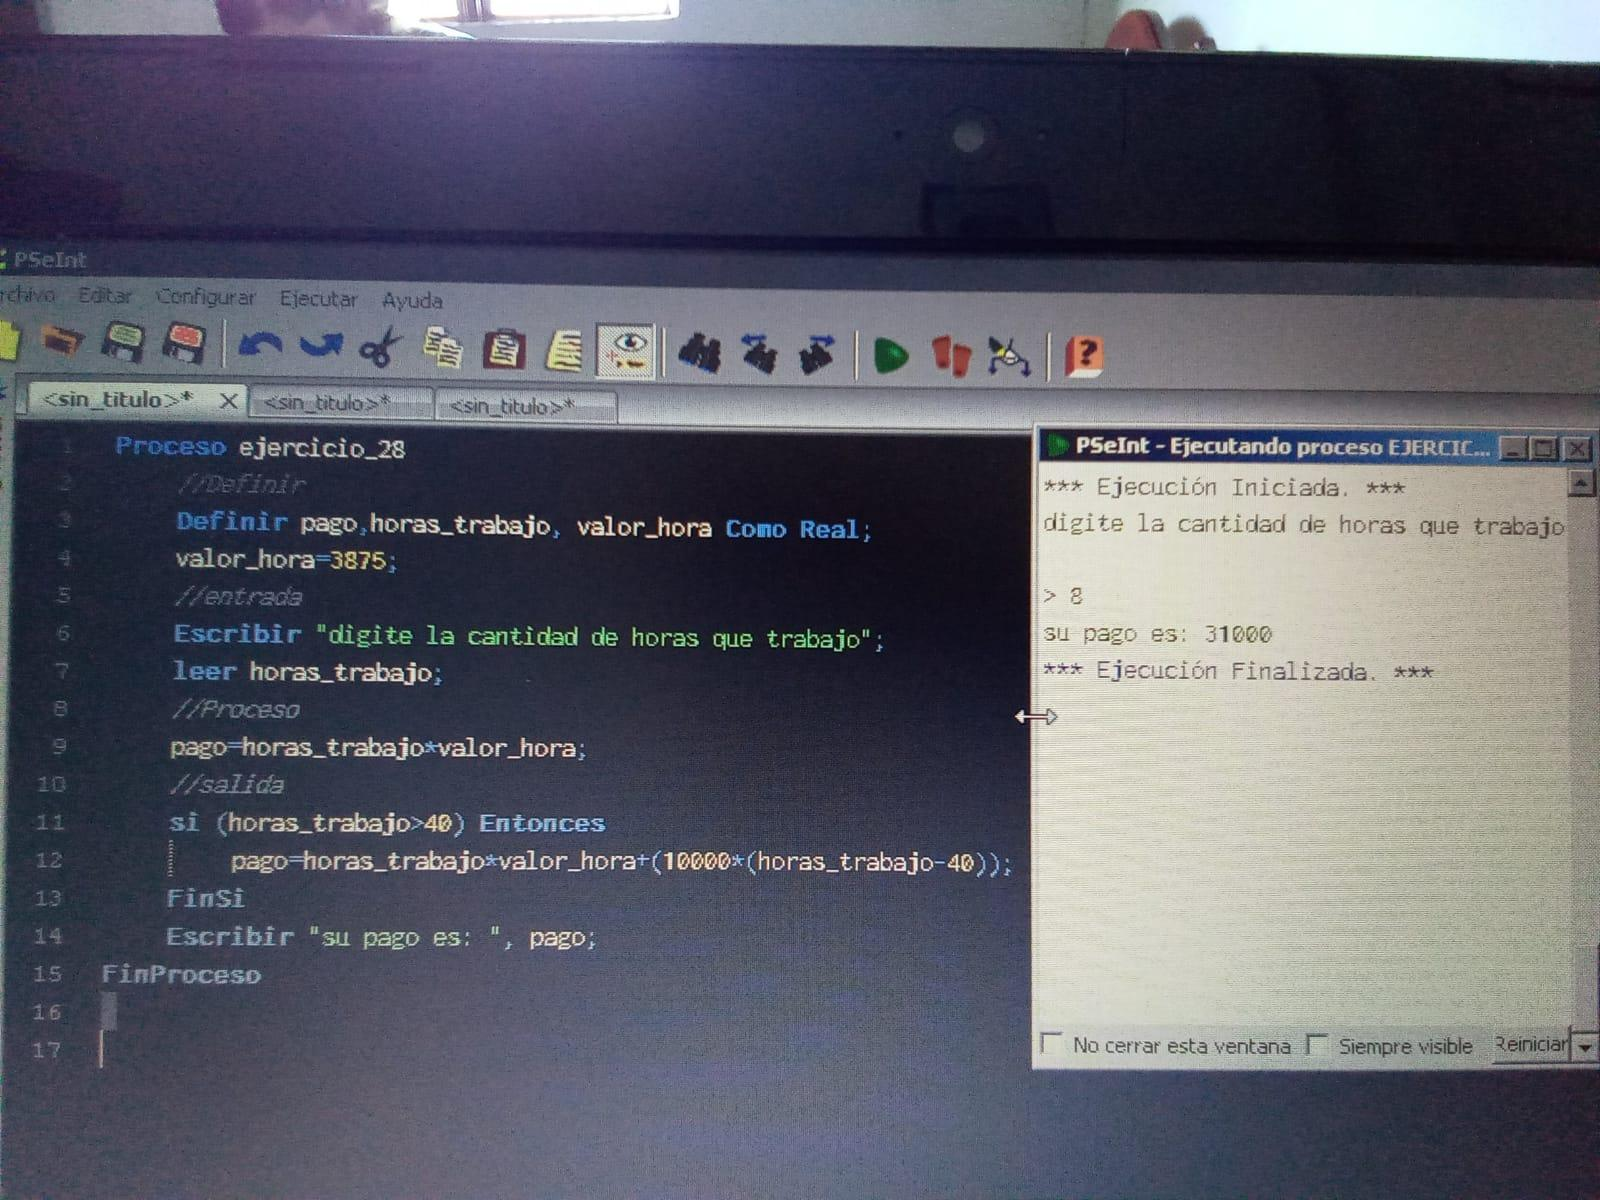 PSeInt
rchivo Editar Configurar Ejecutar Ayuda
<sin_titulo>* X <sin_titulo>* <sin_titulo>*
1 Proceso ejercicio_28
2 //Definir
3 Definir pago,horas_trabajo, valor_hora Como Real;
4 valor_hora=3875;
5 //entrada
6 Escribir "digite la cantidad de horas que trabajo";
7 leer horas_trabajo;
8 //Proceso
9 pago=horas_trabajo*valor_hora;
10 //salida
11 si (horas_trabajo>40) Entonces
12 pago=horas_trabajo*valor_hora+(10000*(horas_trabajo-40));
13 FinSi
14 Escribir "su pago es: ", pago;
15 FinProceso
16
17
PSeInt - Ejecutando proceso EJERCIC...
*** Ejecución Iniciada. ***
digite la cantidad de horas que trabajo
> 8
su pago es: 31000
*** Ejecución Finalizada. ***
No cerrar esta ventana Siempre visible Reiniciar